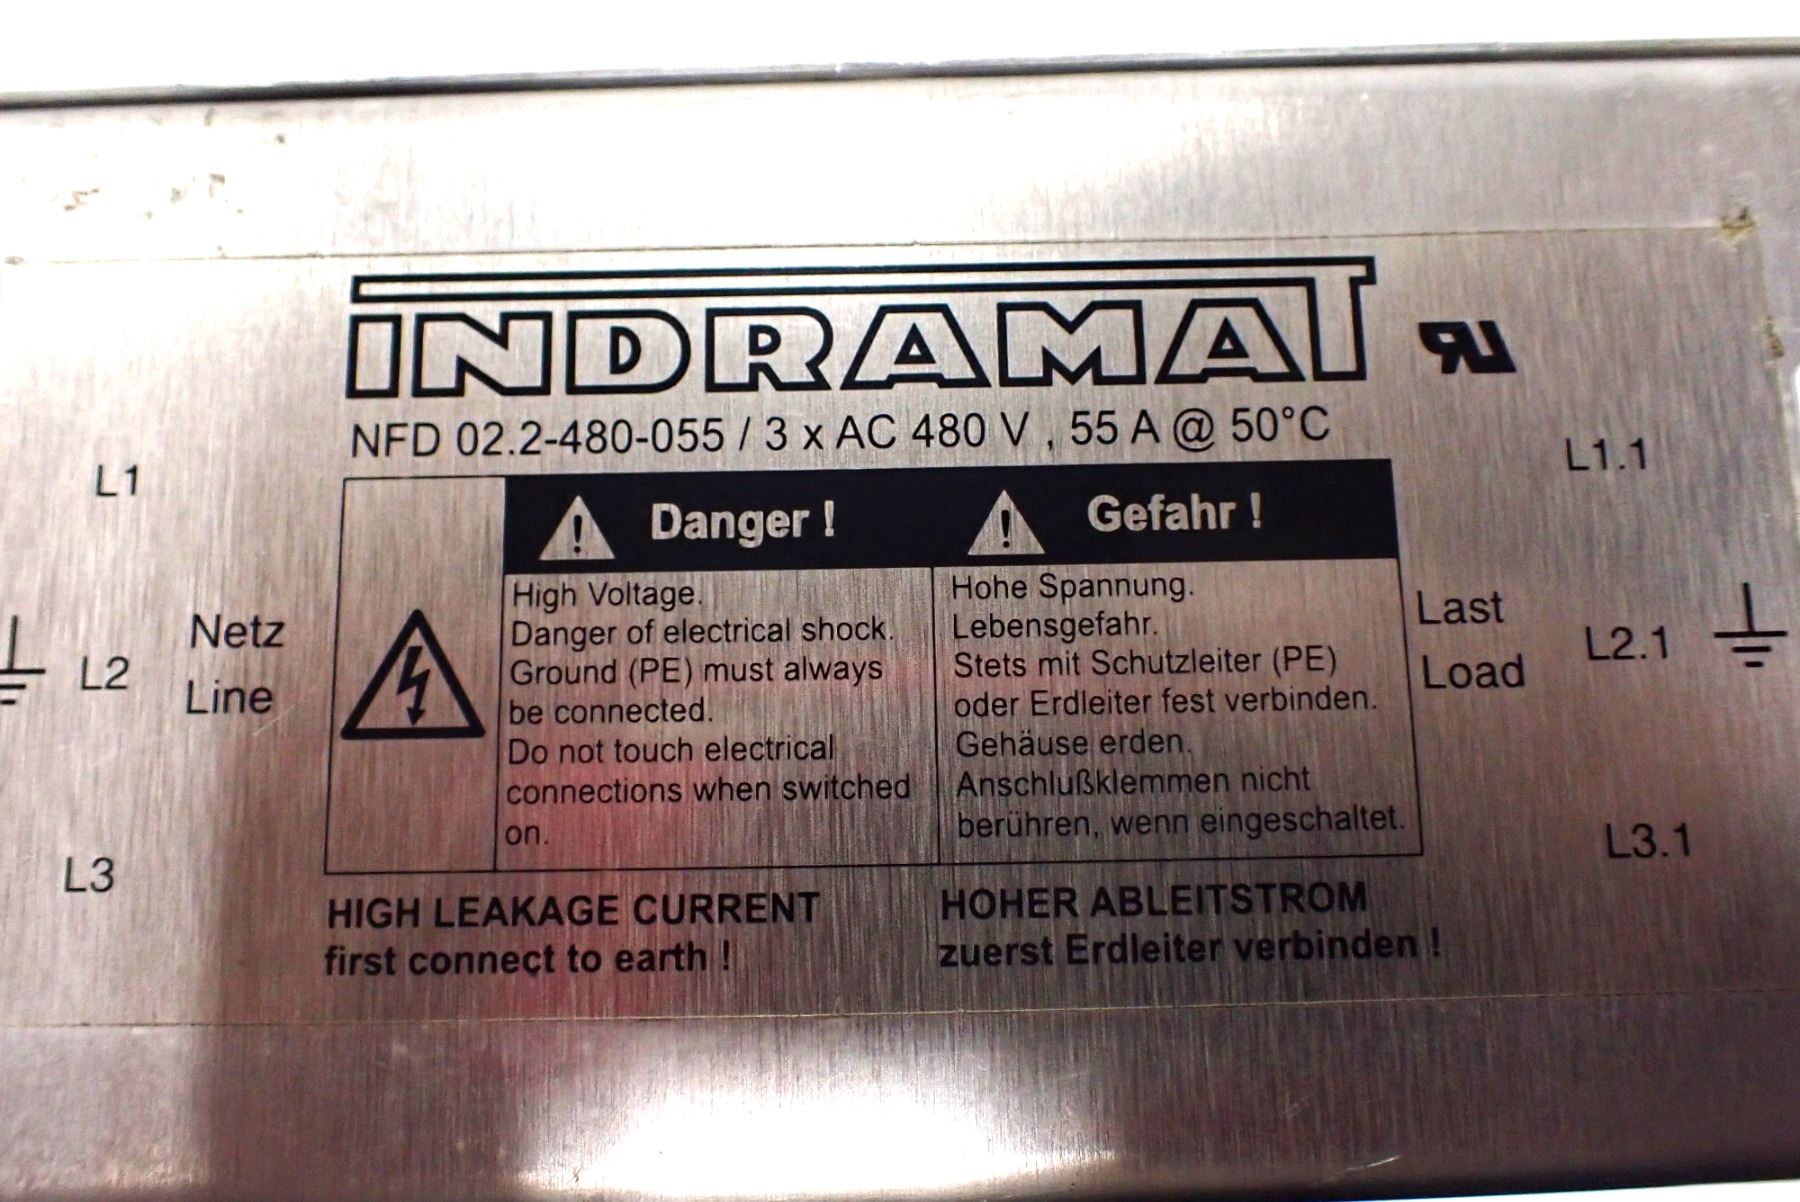 INDRAMAT RU
NFD 02.2-480-055 / 3 x AC 480 V , 55 A @ 50°C
L1
L2
L3
Netz
Line
Danger !
High Voltage.
Danger of electrical shock.
Ground (PE) must always
be connected.
Do not touch electrical
connections when switched
on.
Gefahr !
Hohe Spannung.
Lebensgefahr.
Stets mit Schutzleiter (PE)
oder Erdleiter fest verbinden.
Gehäuse erden.
Anschlußklemmen nicht
berühren, wenn eingeschaltet.
Last
Load
L1.1
L2.1
L3.1
HIGH LEAKAGE CURRENT
first connect to earth !
HOHER ABLEITSTROM
zuerst Erdleiter verbinden !